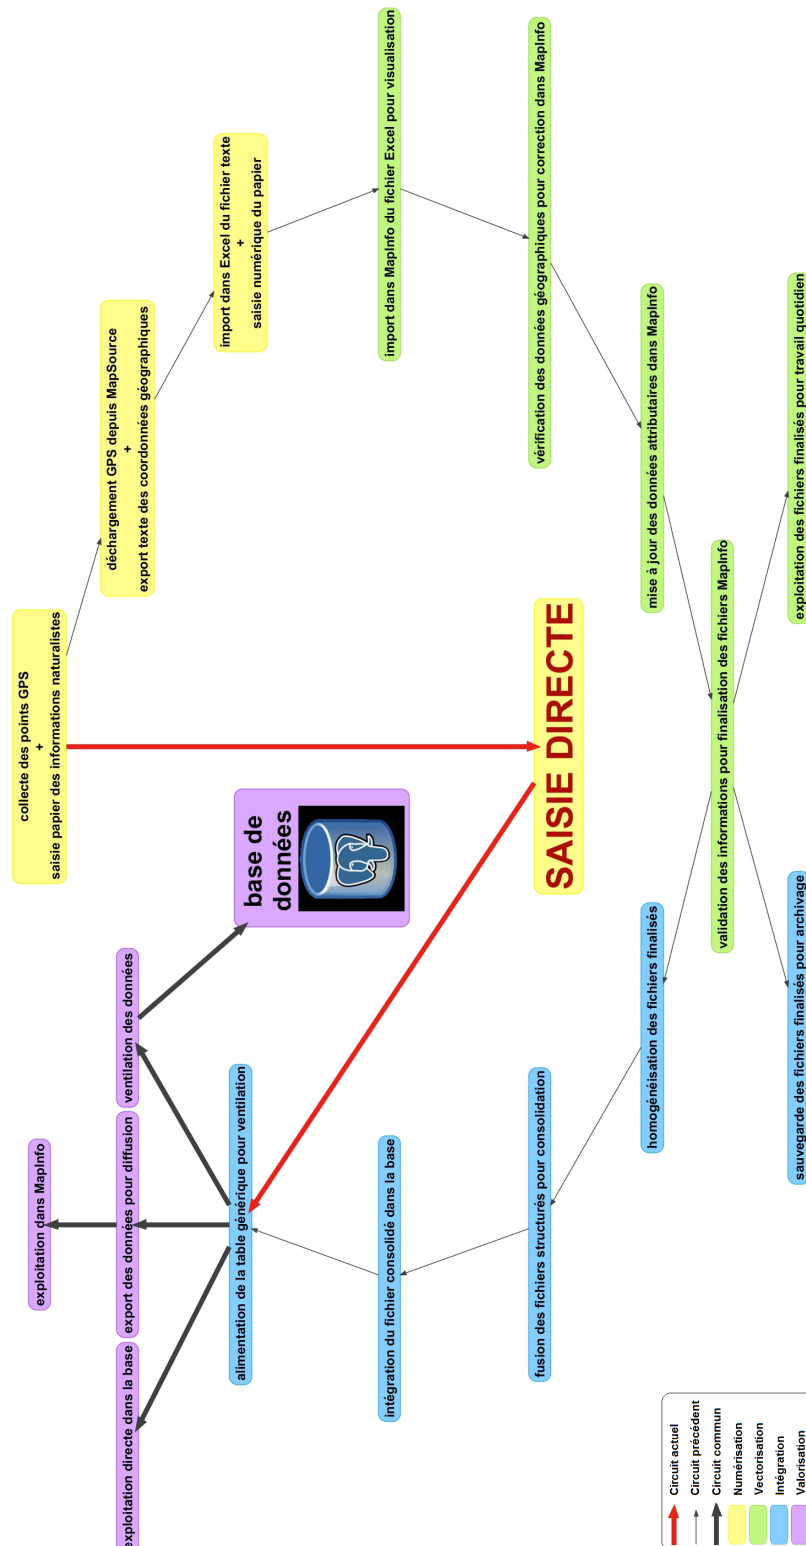 collecte des points GPS
+
saisie papier des informations naturalistes
déchargement GPS depuis MapSource
+
export texte des coordonnées géographiques
import dans Excel du fichier texte
+
saisie numérique du papier
import dans MapInfo du fichier Excel pour visualisation
vérification des données géographiques pour correction dans MapInfo
mise à jour des données attributaires dans MapInfo
validation des informations pour finalisation des fichiers MapInfo
exploitation des fichiers finalisés pour travail quotidien
sauvegarde des fichiers finalisés pour archivage
homogénéisation des fichiers finalisés
fusion des fichiers structurés pour consolidation
intégration du fichier consolidé dans la base
alimentation de la table générique pour ventilation
SAISIE DIRECTE
ventilation des données
base de
données
export des données pour diffusion
exploitation dans MapInfo
exploitation directe dans la base
Circuit actuel
Circuit précédent
Circuit commun
Numérisation
Vectorisation
Intégration
Valorisation